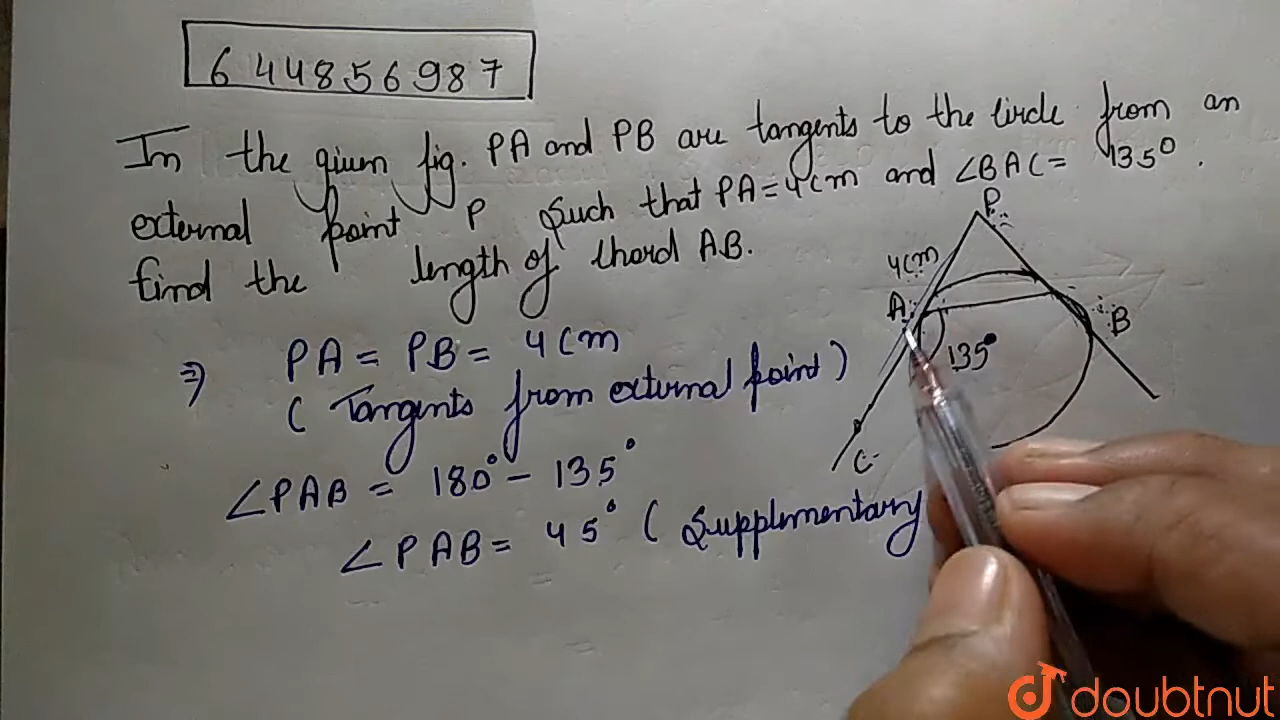 644856987
In the given fig. PA and PB are tangents to the circle from an
external point P such that PA = 4cm and ∠BAC = 135°.
find the length of chord AB.
P
4cm
A
B
135°
C
⇒ PA = PB = 4cm
( Tangents from external point )
∠PAB = 180° - 135°
∠PAB = 45° ( Supplementary
doubtnut